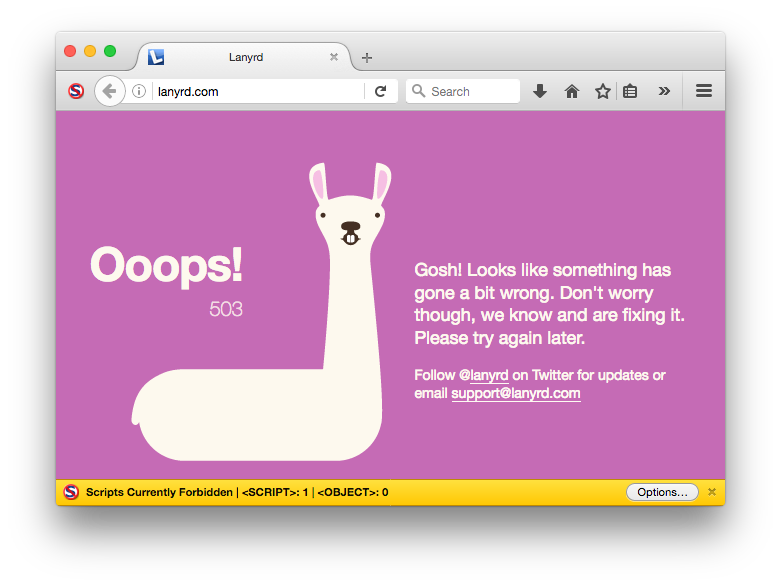 Lanyrd
lanyrd.com
Search
Ooops!
503
Gosh! Looks like something has
gone a bit wrong. Don't worry
though, we know and are fixing it.
Please try again later.
Follow @lanyrd on Twitter for updates or
email support@lanyrd.com
Scripts Currently Forbidden | <SCRIPT>: 1 | <OBJECT>: 0
Options...